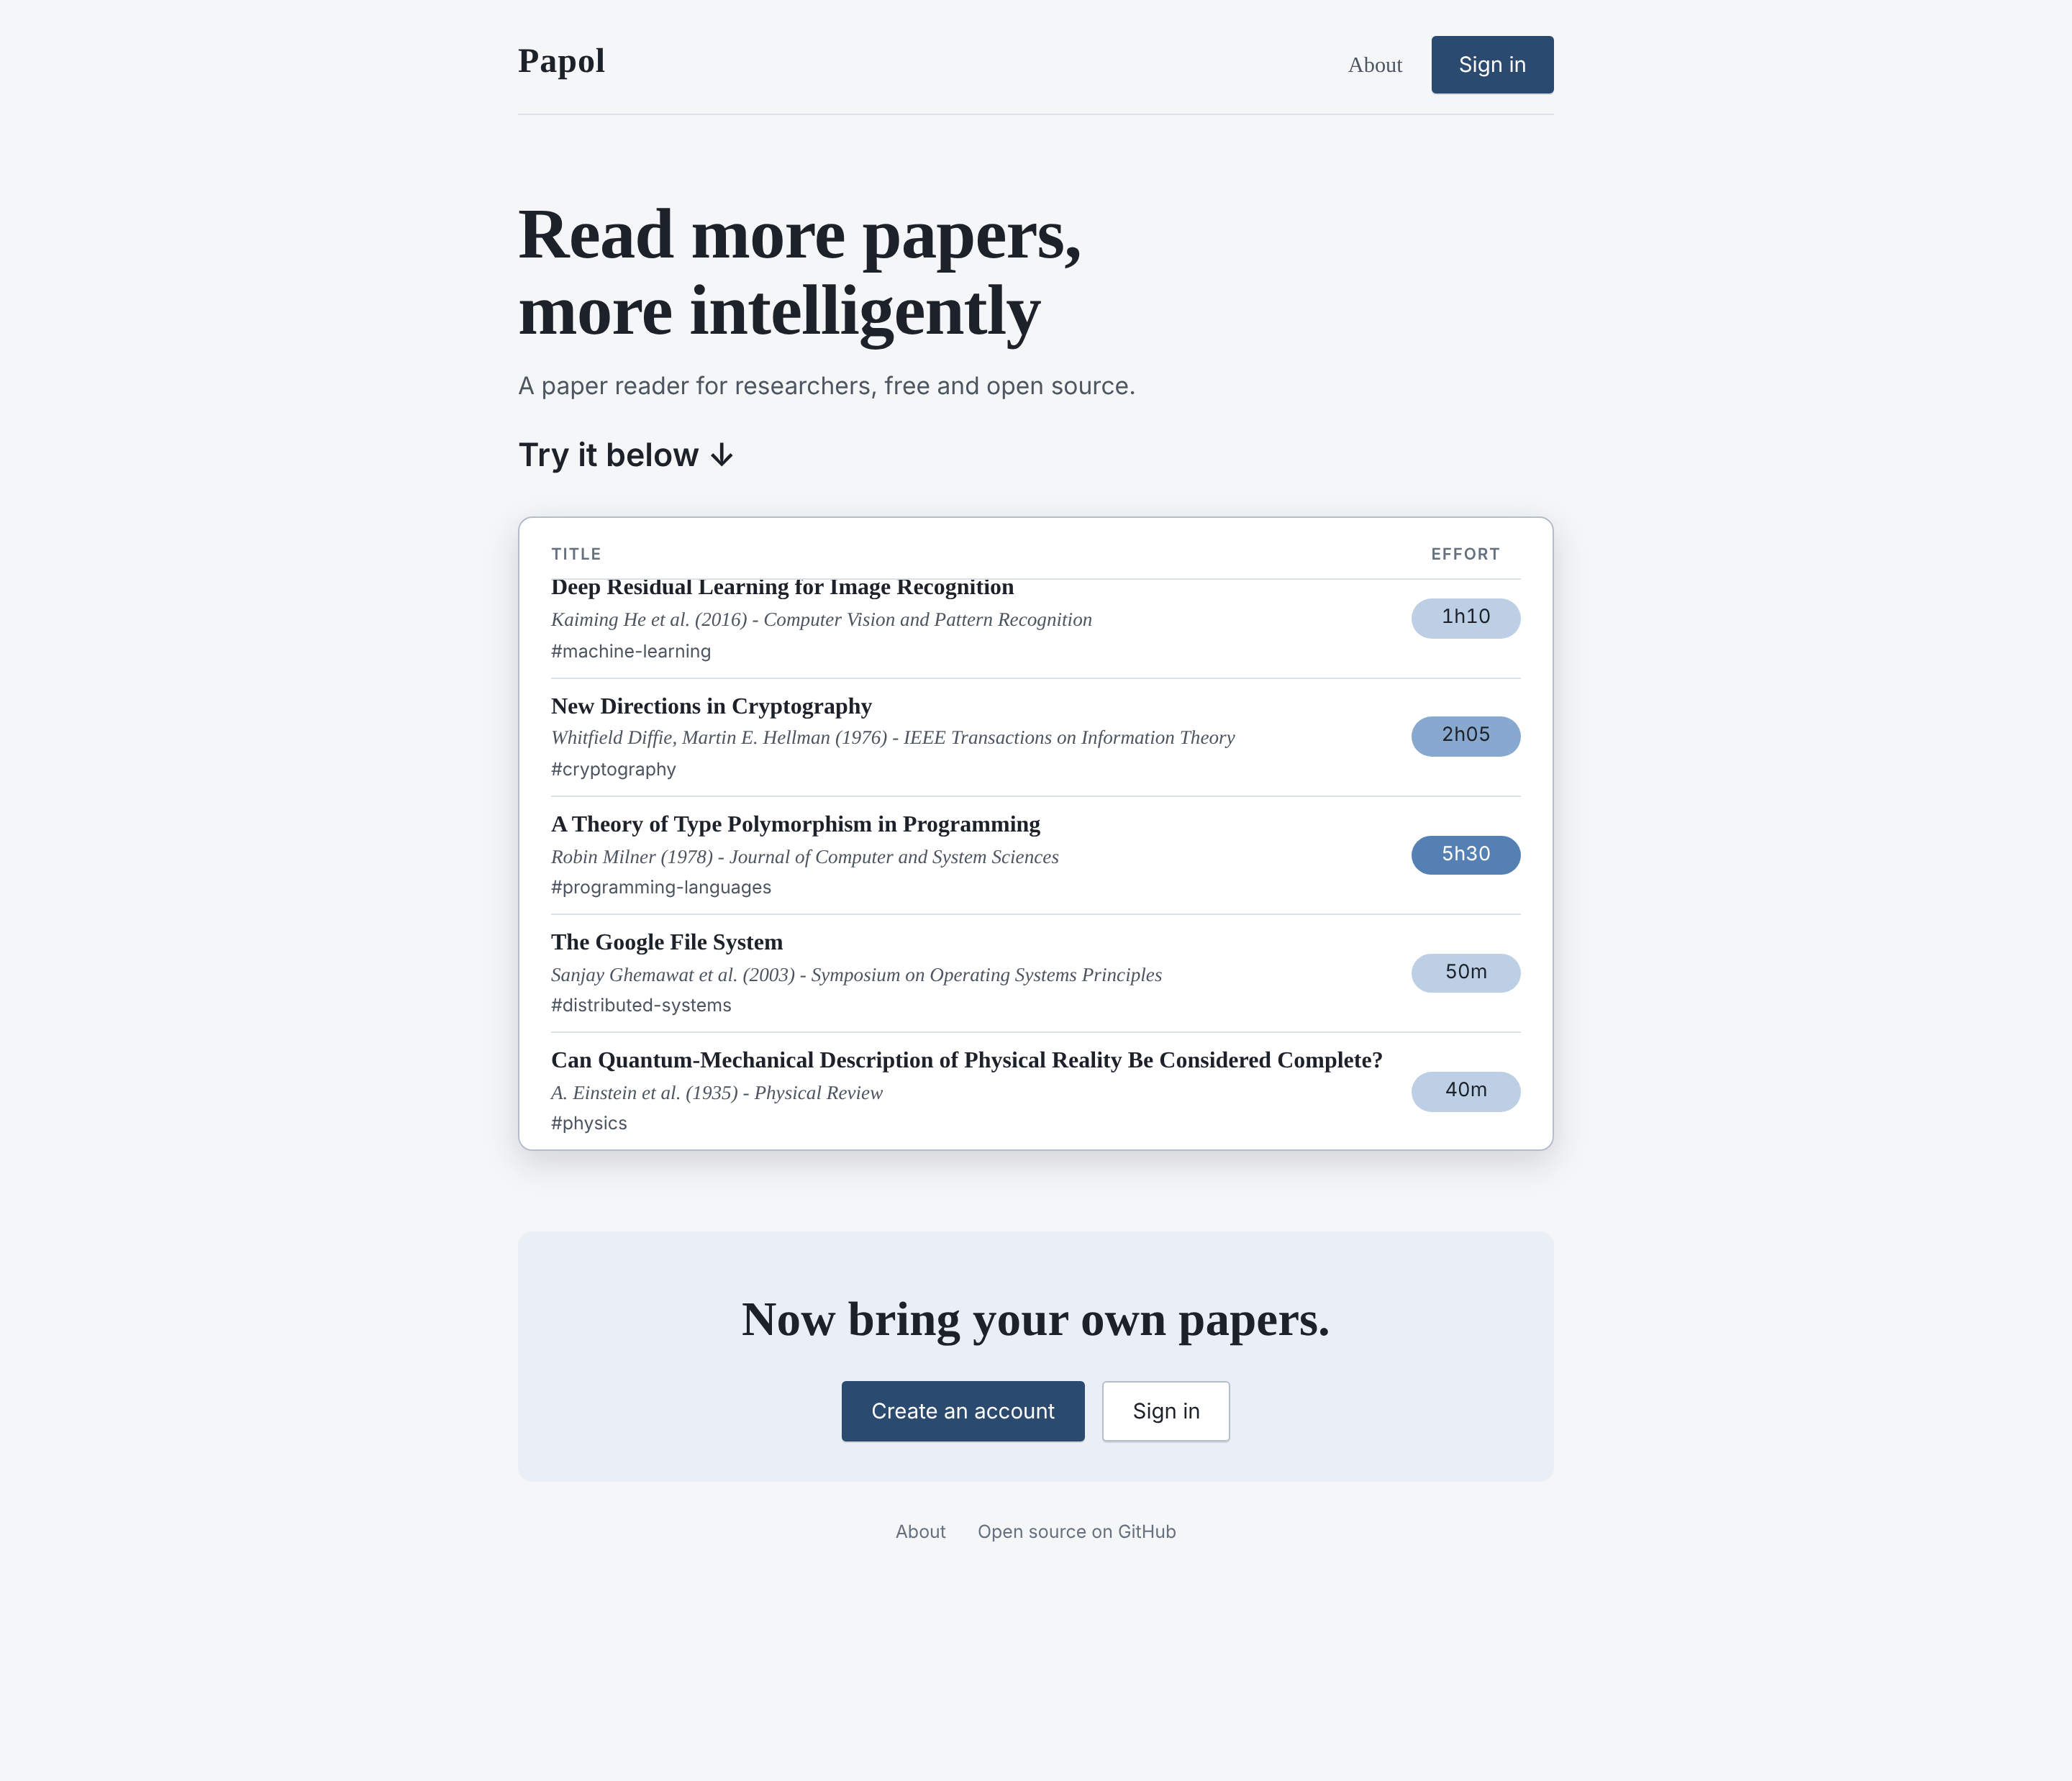 Papol
About
Sign in
Read more papers,
more intelligently
A paper reader for researchers, free and open source.
Try it below ↓
TITLE
EFFORT
Deep Residual Learning for Image Recognition
Kaiming He et al. (2016) - Computer Vision and Pattern Recognition
#machine-learning
1h10
New Directions in Cryptography
Whitfield Diffie, Martin E. Hellman (1976) - IEEE Transactions on Information Theory
#cryptography
2h05
A Theory of Type Polymorphism in Programming
Robin Milner (1978) - Journal of Computer and System Sciences
#programming-languages
5h30
The Google File System
Sanjay Ghemawat et al. (2003) - Symposium on Operating Systems Principles
#distributed-systems
50m
Can Quantum-Mechanical Description of Physical Reality Be Considered Complete?
A. Einstein et al. (1935) - Physical Review
#physics
40m
Now bring your own papers.
Create an account
Sign in
About
Open source on GitHub